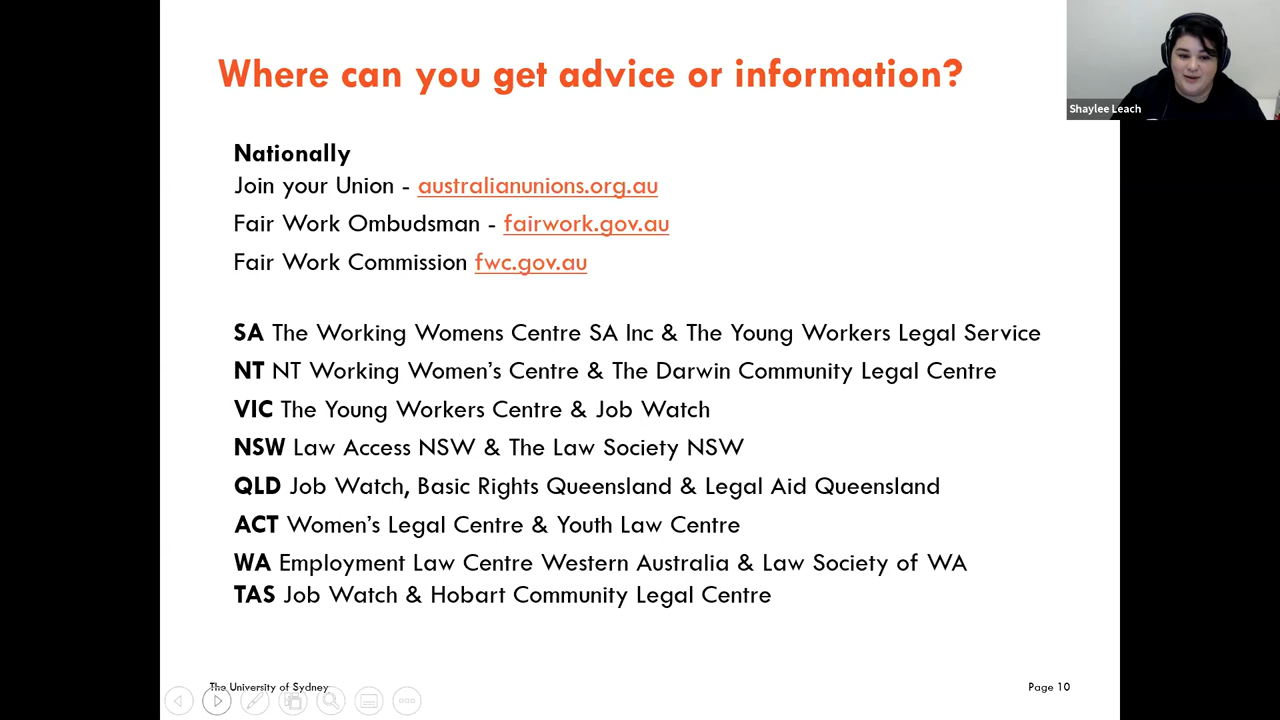 Where can you get advice or information?
Shaylee Leach
Nationally
Join your Union - australianunions.org.au
Fair Work Ombudsman - fairwork.gov.au
Fair Work Commission fwc.gov.au
SA The Working Womens Centre SA Inc & The Young Workers Legal Service
NT NT Working Women's Centre & The Darwin Community Legal Centre
VIC The Young Workers Centre & Job Watch
NSW Law Access NSW & The Law Society NSW
QLD Job Watch, Basic Rights Queensland & Legal Aid Queensland
ACT Women's Legal Centre & Youth Law Centre
WA Employment Law Centre Western Australia & Law Society of WA
TAS Job Watch & Hobart Community Legal Centre
The University of Sydney
Page 10